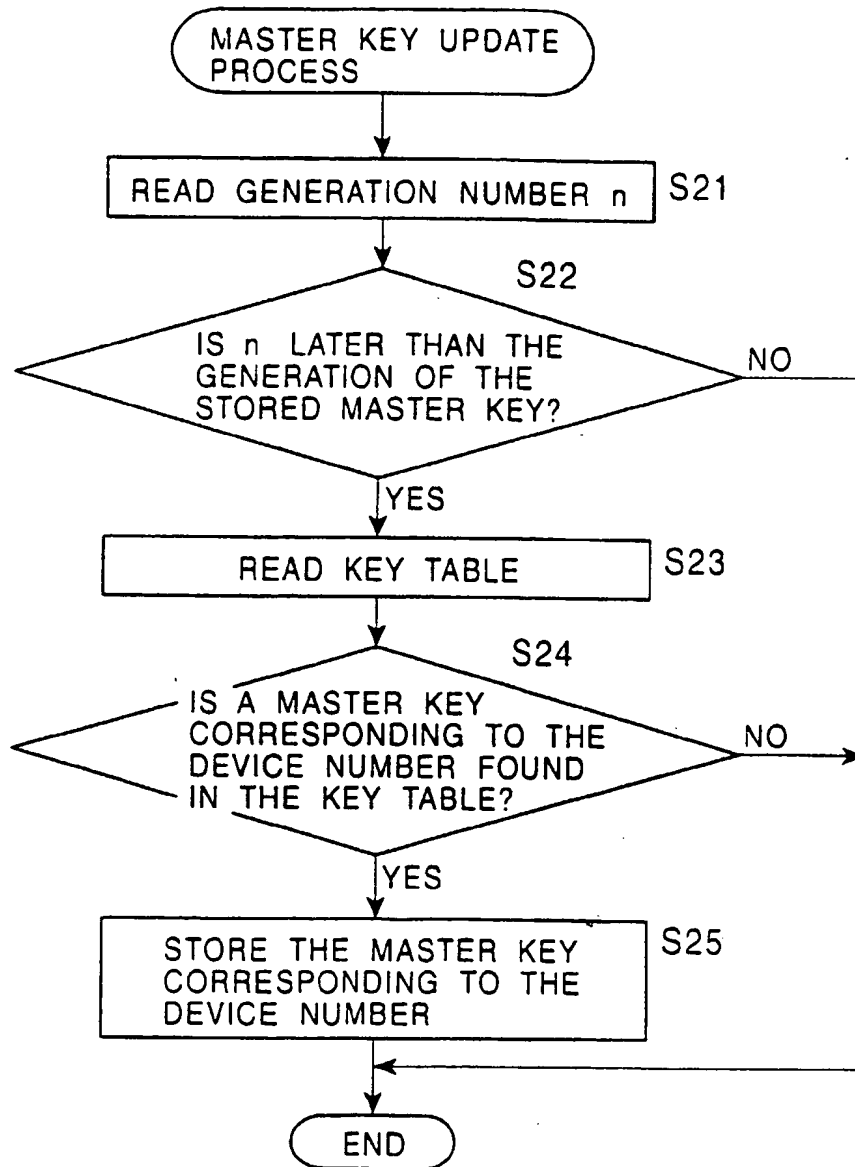 MASTER KEY UPDATE
PROCESS
READ GENERATION NUMBER n
S21
S22
IS n LATER THAN THE
GENERATION OF THE
STORED MASTER KEY?
NO
YES
READ KEY TABLE
S23
S24
IS A MASTER KEY
CORRESPONDING TO THE
DEVICE NUMBER FOUND
IN THE KEY TABLE?
NO
YES
STORE THE MASTER KEY
CORRESPONDING TO THE
DEVICE NUMBER
S25
END